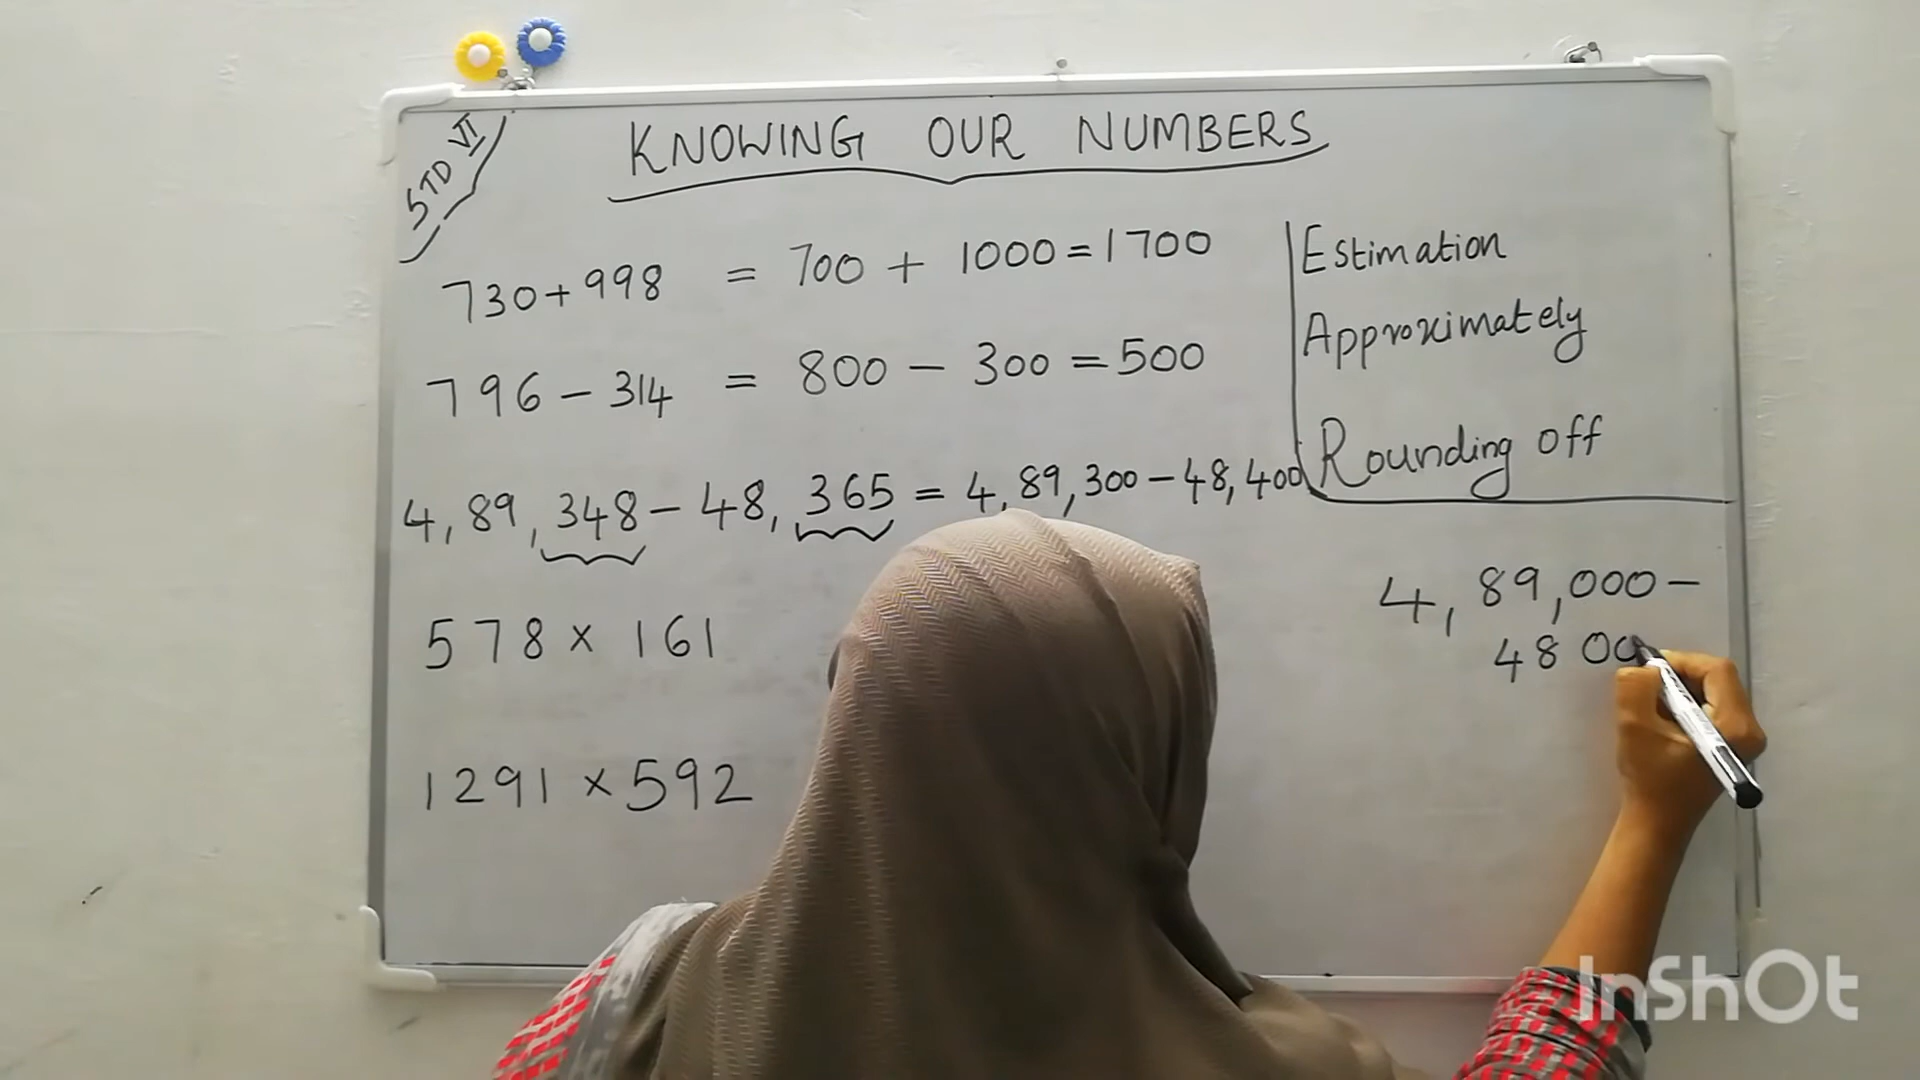 STD VI
KNOWING OUR NUMBERS
730+998 = 700 + 1000=1700
796-314 = 800 - 300 =500
4,89,348-48,365 = 4,89,300-48,400
578 × 161
1291 × 592
Estimation
Approximately
Rounding off
4,89,000-
48 00
InShOt